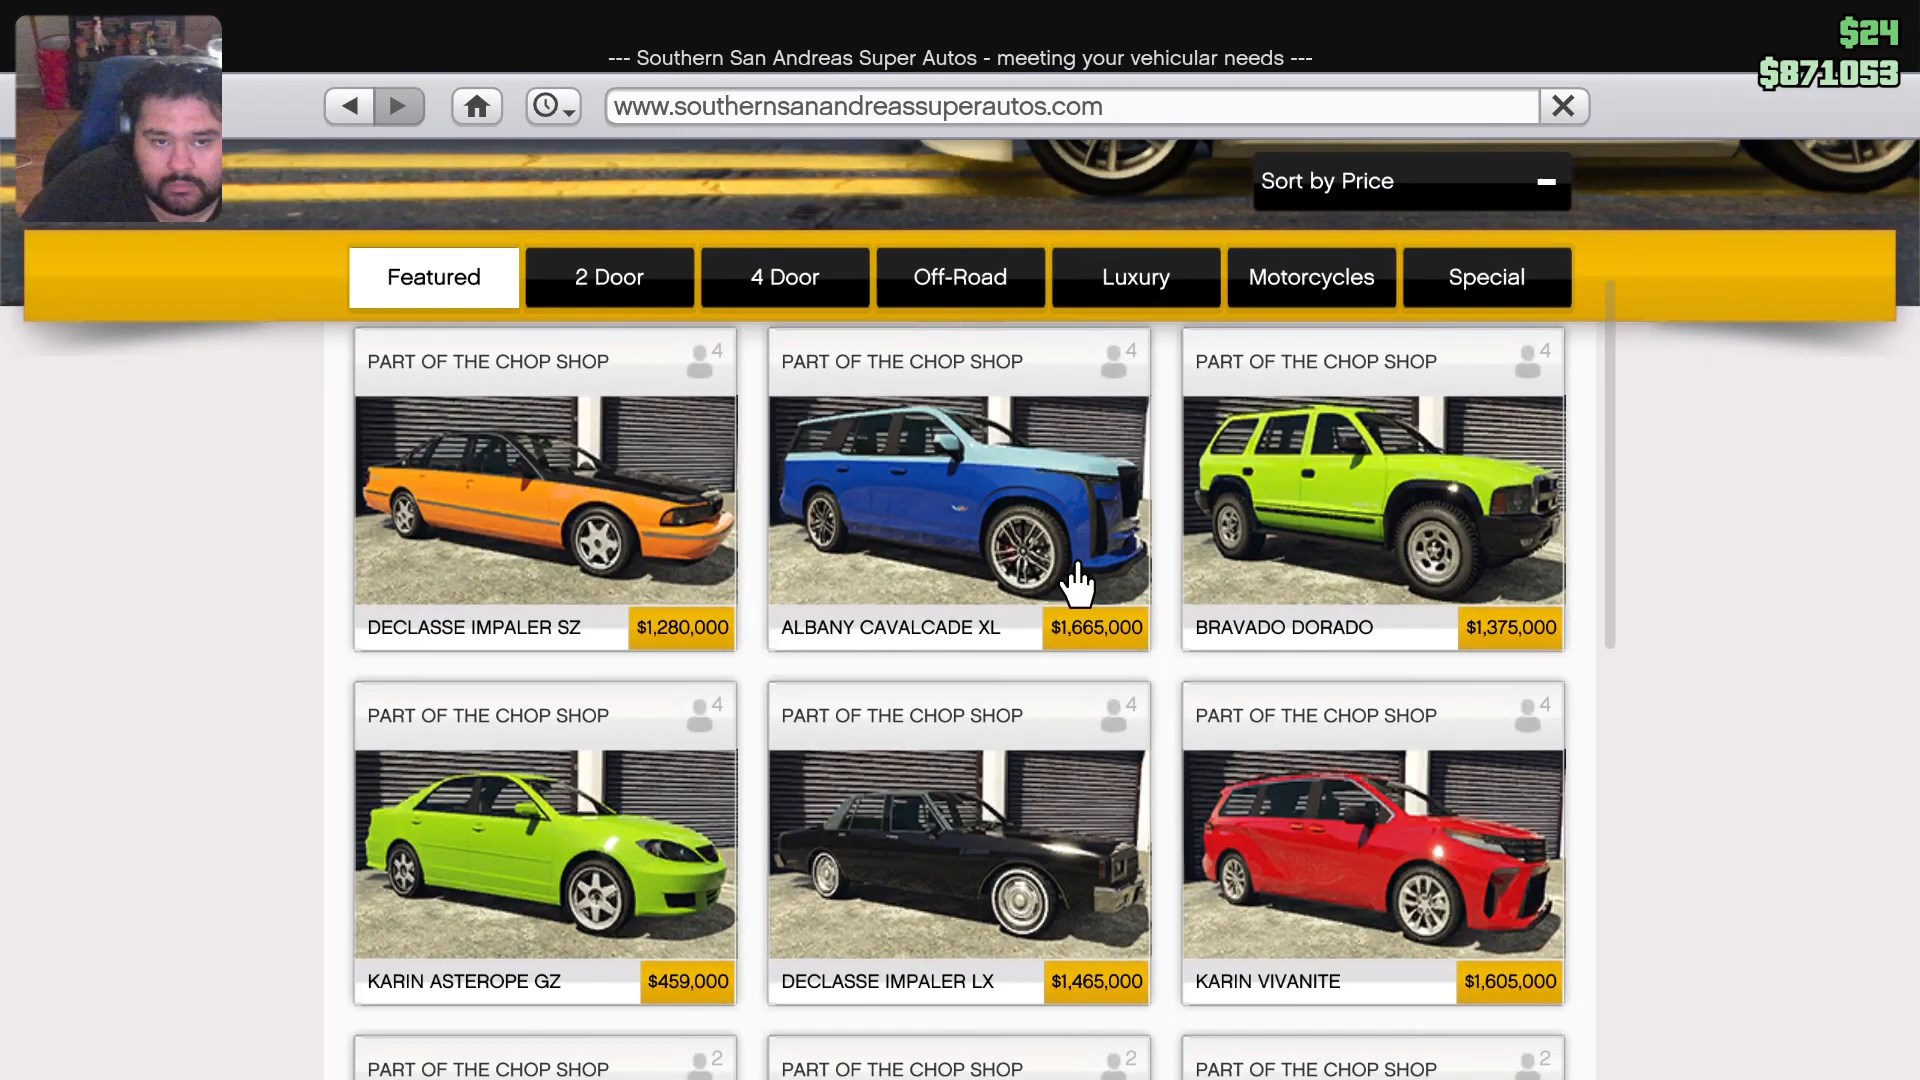 $24
--- Southern San Andreas Super Autos - meeting your vehicular needs ---
$871053
www.southernsanandreassuperautos.com
Sort by Price
Featured
2 Door
4 Door
Off-Road
Luxury
Motorcycles
Special
PART OF THE CHOP SHOP 4
PART OF THE CHOP SHOP 4
PART OF THE CHOP SHOP 4
DECLASSE IMPALER SZ $1,280,000
ALBANY CAVALCADE XL $1,665,000
BRAVADO DORADO $1,375,000
PART OF THE CHOP SHOP 4
PART OF THE CHOP SHOP 4
PART OF THE CHOP SHOP 4
KARIN ASTEROPE GZ $459,000
DECLASSE IMPALER LX $1,465,000
KARIN VIVANITE $1,605,000
PART OF THE CHOP SHOP 2
PART OF THE CHOP SHOP 2
PART OF THE CHOP SHOP 2